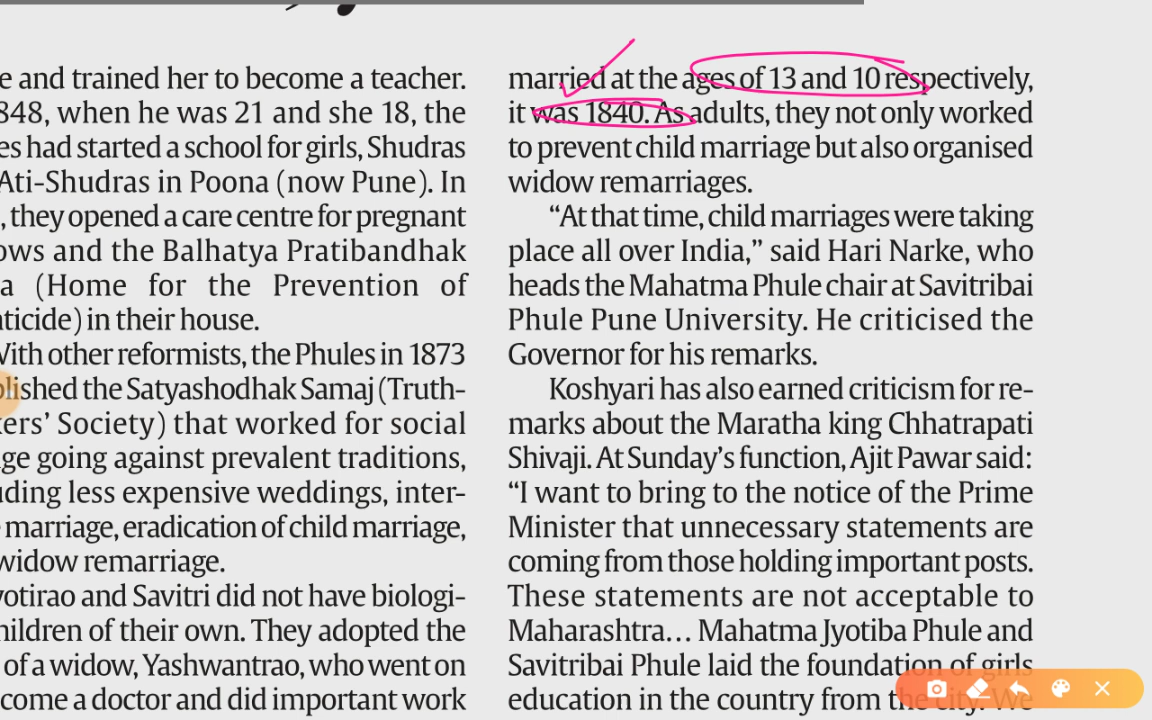 e and trained her to become a teacher.
848, when he was 21 and she 18, the
es had started a school for girls, Shudras
Ati-Shudras in Poona (now Pune). In
, they opened a care centre for pregnant
ows and the Balhatya Pratibandhak
a (Home for the Prevention of
ticide) in their house.
With other reformists, the Phules in 1873
lished the Satyashodhak Samaj (Truth-
kers’ Society) that worked for social
ge going against prevalent traditions,
ding less expensive weddings, inter-
marriage, eradication of child marriage,
widow remarriage.
yotirao and Savitri did not have biologi-
hildren of their own. They adopted the
of a widow, Yashwantrao, who went on
come a doctor and did important work
married at the ages of 13 and 10 respectively,
it was 1840. As adults, they not only worked
to prevent child marriage but also organised
widow remarriages.
“At that time, child marriages were taking
place all over India,” said Hari Narke, who
heads the Mahatma Phule chair at Savitribai
Phule Pune University. He criticised the
Governor for his remarks.
Koshyari has also earned criticism for re-
marks about the Maratha king Chhatrapati
Shivaji. At Sunday’s function, Ajit Pawar said:
“I want to bring to the notice of the Prime
Minister that unnecessary statements are
coming from those holding important posts.
These statements are not acceptable to
Maharashtra… Mahatma Jyotiba Phule and
Savitribai Phule laid the foundation of girls
education in the country from the city. We